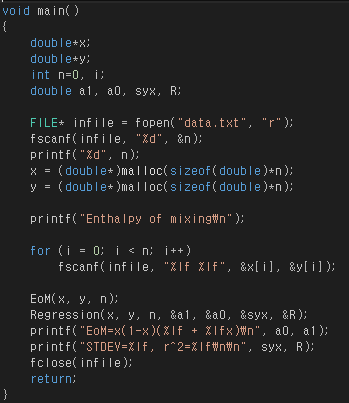 void main()
{
double*x;
double*y;
int n=0, i;
double a1, a0, syx, R;
FILE* infile = fopen("data.txt", "r");
fscanf(infile, "%d", &n);
printf("%d", n);
x = (double*)malloc(sizeof(double)*n);
y = (double*)malloc(sizeof(double)*n);
printf("Enthalpy of mixing₩n");
for (i = 0; i < n; i++)
fscanf(infile, "%lf %lf", &x[i], &y[i]);
EoM(x, y, n);
Regression(x, y, n, &a1, &a0, &syx, &R);
printf("EoM=x(1-x)(%lf + %lfx)₩n", a0, a1);
printf("STDEV=%lf, r^2=%lf₩n₩n", syx, R);
fclose(infile);
return;
}